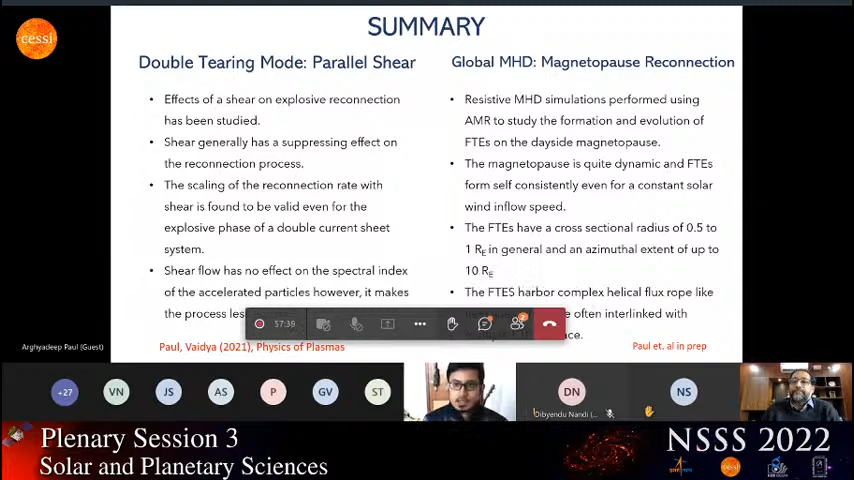 cessi
SUMMARY
Double Tearing Mode: Parallel Shear
• Effects of a shear on explosive reconnection
has been studied.
• Shear generally has a suppressing effect on
the reconnection process.
• The scaling of the reconnection rate with
shear is found to be valid even for the
explosive phase of a double current sheet
system.
• Shear flow has no effect on the spectral index
of the accelerated particles however, it makes
the process les
Paul, Vaidya (2021), Physics of Plasmas
Global MHD: Magnetopause Reconnection
• Resistive MHD simulations performed using
AMR to study the formation and evolution of
FTEs on the dayside magnetopause.
• The magnetopause is quite dynamic and FTEs
form self consistently even for a constant solar
wind inflow speed.
• The FTEs have a cross sectional radius of 0.5 to
1 RE in general and an azimuthal extent of up to
10 RE
• The FTES harbor complex helical flux rope like
often interlinked with
Paul et. al in prep
57:36
2
Arghyadeep Paul (Guest)
+27
VN
JS
AS
P
GV
ST
DN
Dibyendu Nandi (...
NS
Plenary Session 3
Solar and Planetary Sciences
NSSS 2022